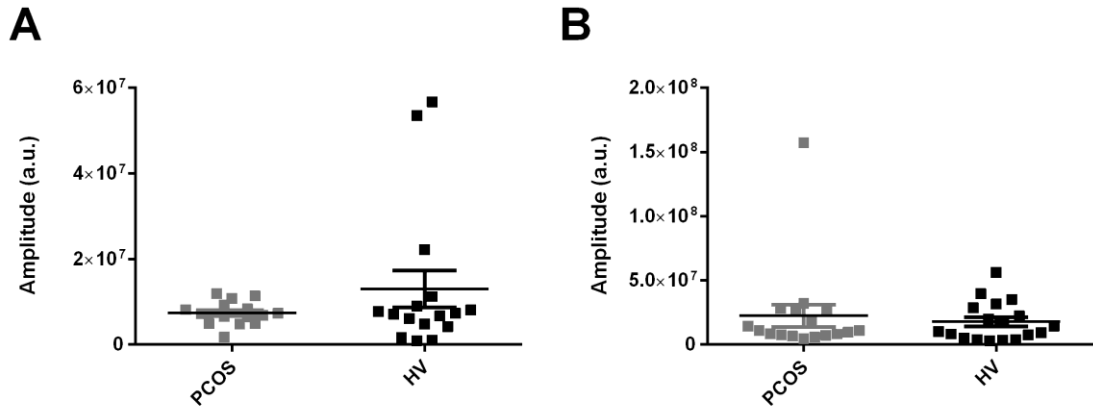 A
Amplitude (a.u.)
6×10⁷
4×10⁷
2×10⁷
0
PCOS
HV
B
Amplitude (a.u.)
2.0×10⁸
1.5×10⁸
1.0×10⁸
5.0×10⁷
0
PCOS
HV